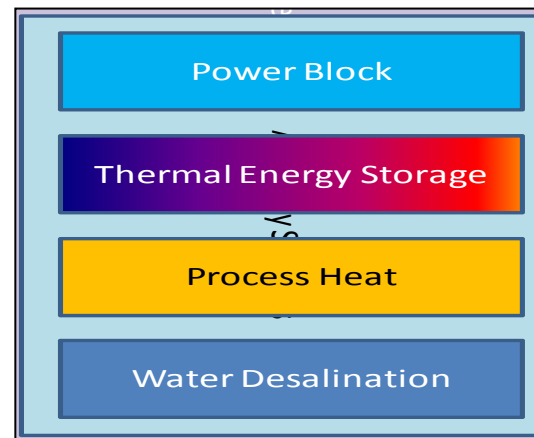 Power Block
Thermal Energy Storage
Process Heat
Water Desalination